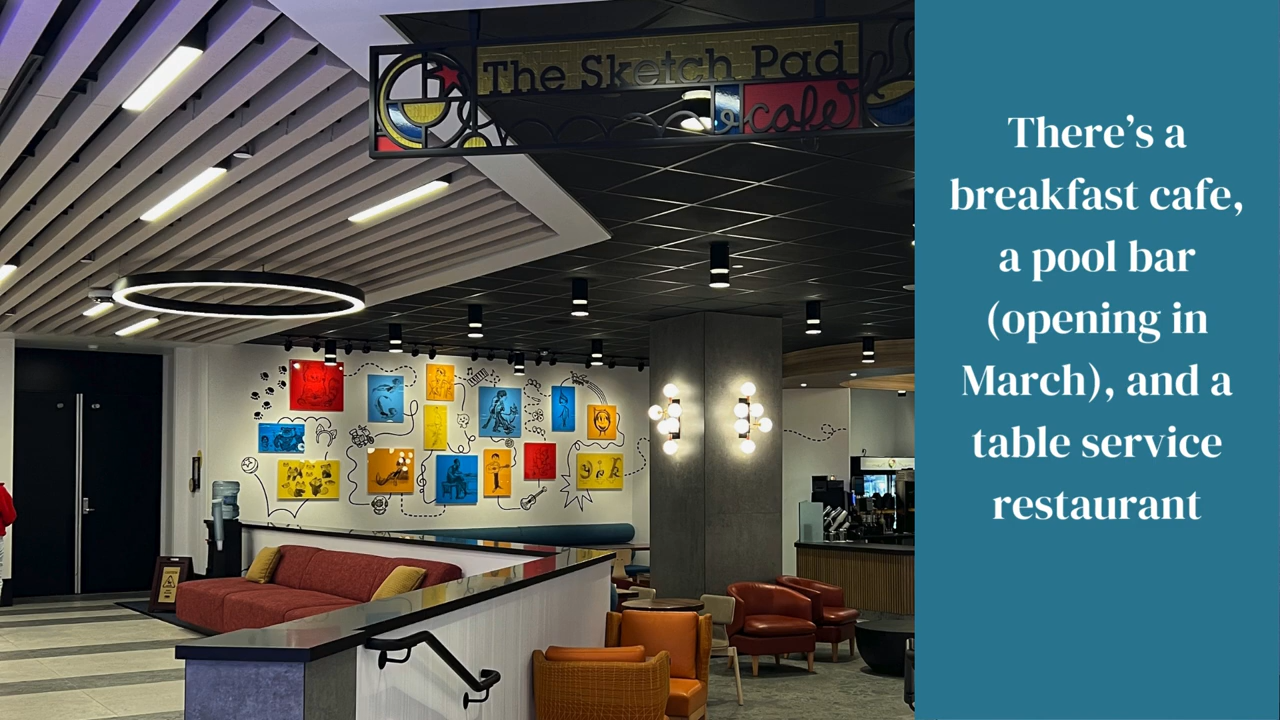 The Sketch Pad
cafe
There’s a
breakfast cafe,
a pool bar
(opening in
March), and a
table service
restaurant